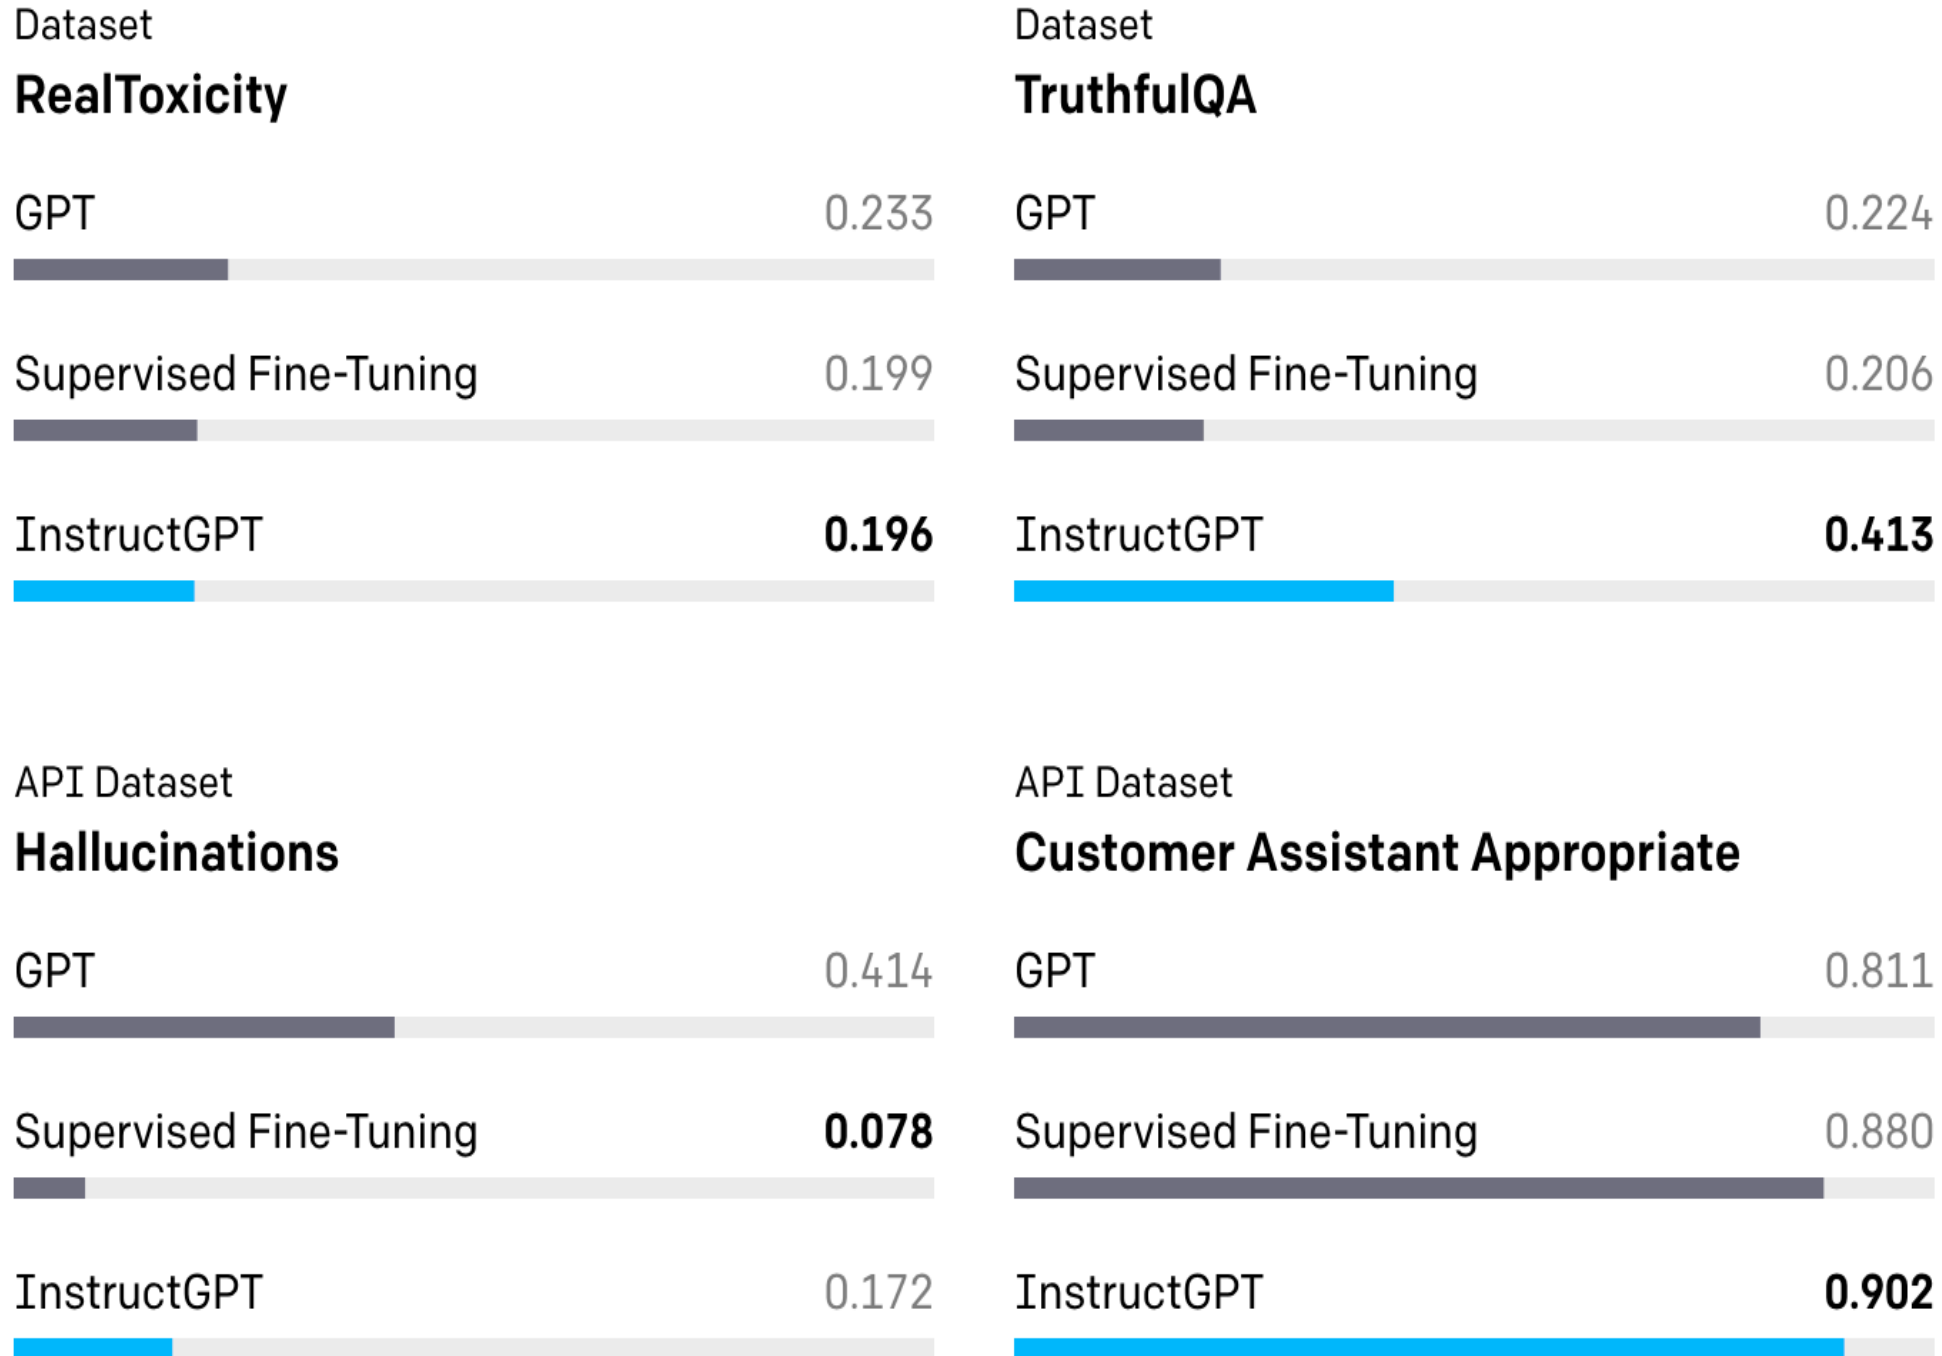 Dataset
RealToxicity
GPT 0.233
Supervised Fine-Tuning 0.199
InstructGPT 0.196
Dataset
TruthfulQA
GPT 0.224
Supervised Fine-Tuning 0.206
InstructGPT 0.413
API Dataset
Hallucinations
GPT 0.414
Supervised Fine-Tuning 0.078
InstructGPT 0.172
API Dataset
Customer Assistant Appropriate
GPT 0.811
Supervised Fine-Tuning 0.880
InstructGPT 0.902